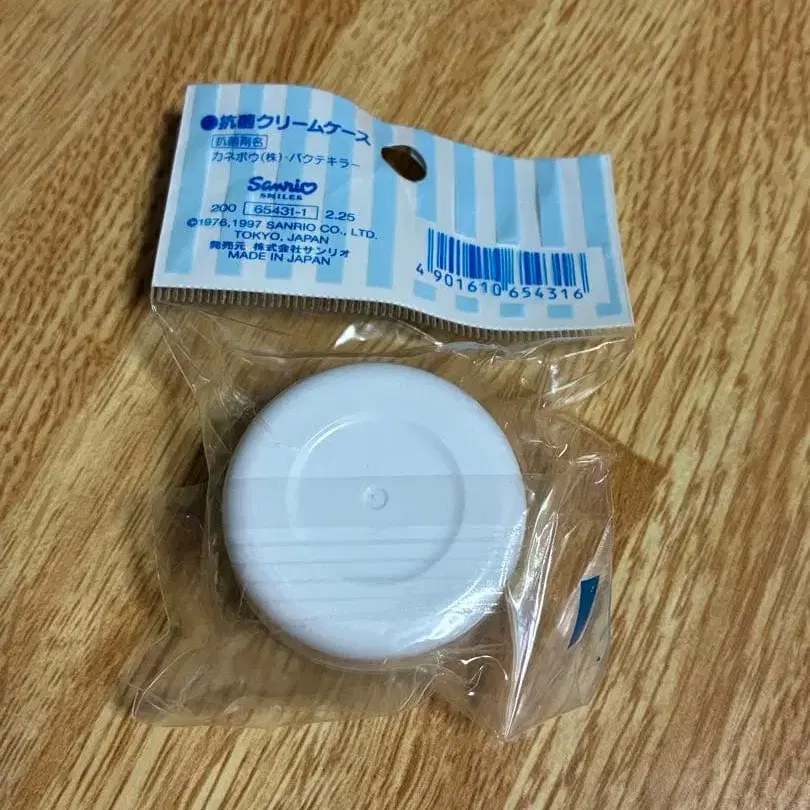 ●抗菌クリームケース
抗菌剤名
カネボウ(株)・バクテキラー
Sanrio
SMILES
200 65431-1 2.25
©1976,1997 SANRIO CO., LTD.
TOKYO, JAPAN
発売元 株式会社サンリオ
MADE IN JAPAN
4 901610 654316